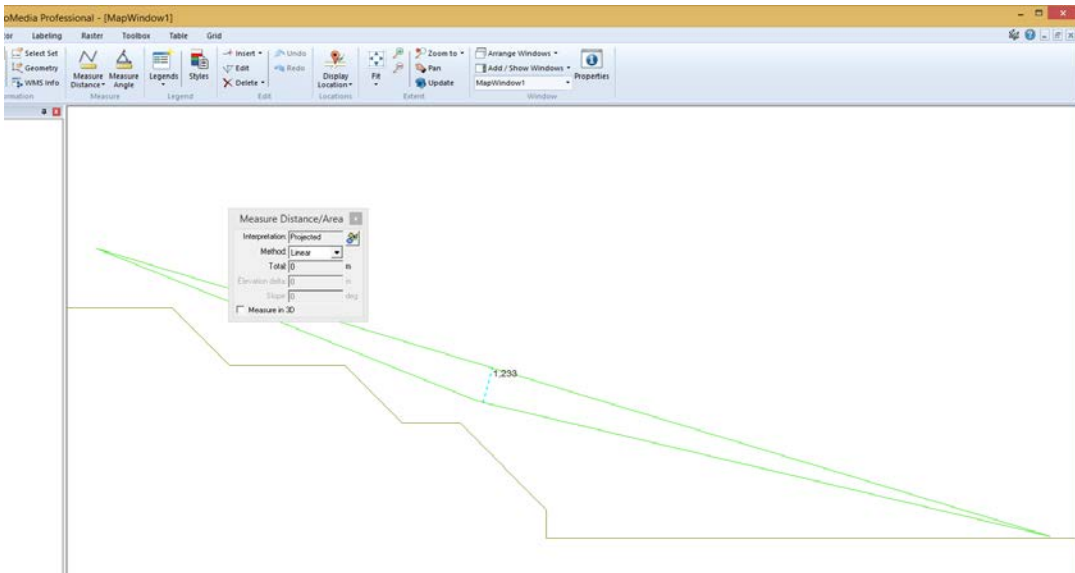 oMedia Professional - [MapWindow1]
or Labeling Raster Toolbox Table Grid
Select Set
Geometry
WMS Info
Measure Distance
Measure Angle
Legends
Styles
Insert
Edit
Delete
Undo
Redo
Display Location
Fit
Zoom to
Pan
Update
Arrange Windows
Add / Show Windows
MapWindow1
Properties
rmation Measure Legend Edit Locations Extent Window
Measure Distance/Area
Interpretation: Projected
Method: Linear
Total: 0 m
Elevation delta: 0 m
Slope: 0 deg
Measure in 3D
1,233